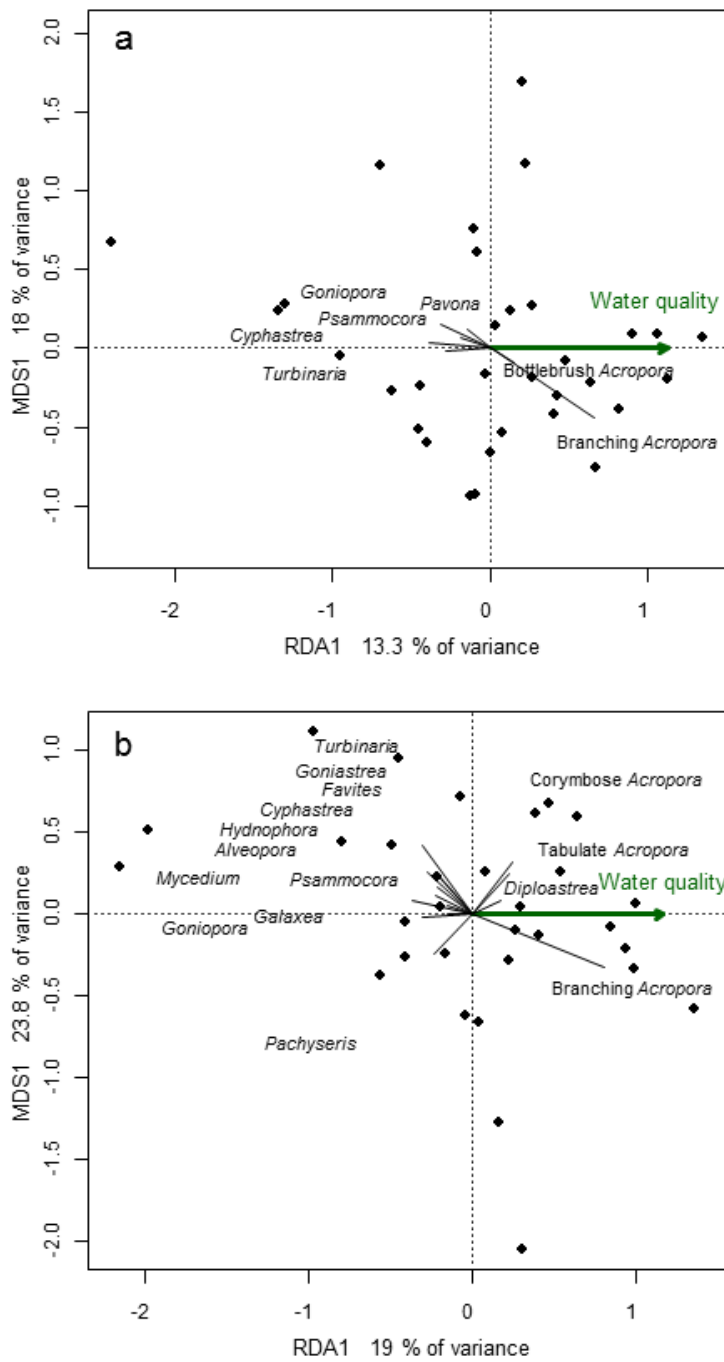 a
2.0
1.5
1.0
0.5
0.0
-0.5
-1.0
MDS1 18 % of variance
Goniopora
Pavona
Psammocora
Cyphastrea
Turbinaria
Water quality
Bottlebrush Acropora
Branching Acropora
-2 -1 0 1
RDA1 13.3 % of variance
b
1.0
0.5
0.0
-0.5
-1.0
-1.5
-2.0
MDS1 23.8 % of variance
Turbinaria
Goniastrea
Favites
Cyphastrea
Hydnophora
Alveopora
Mycedium
Psammocora
Galaxea
Goniopora
Pachyseris
Corymbose Acropora
Tabulate Acropora
Diploastrea
Water quality
Branching Acropora
-2 -1 0 1
RDA1 19 % of variance